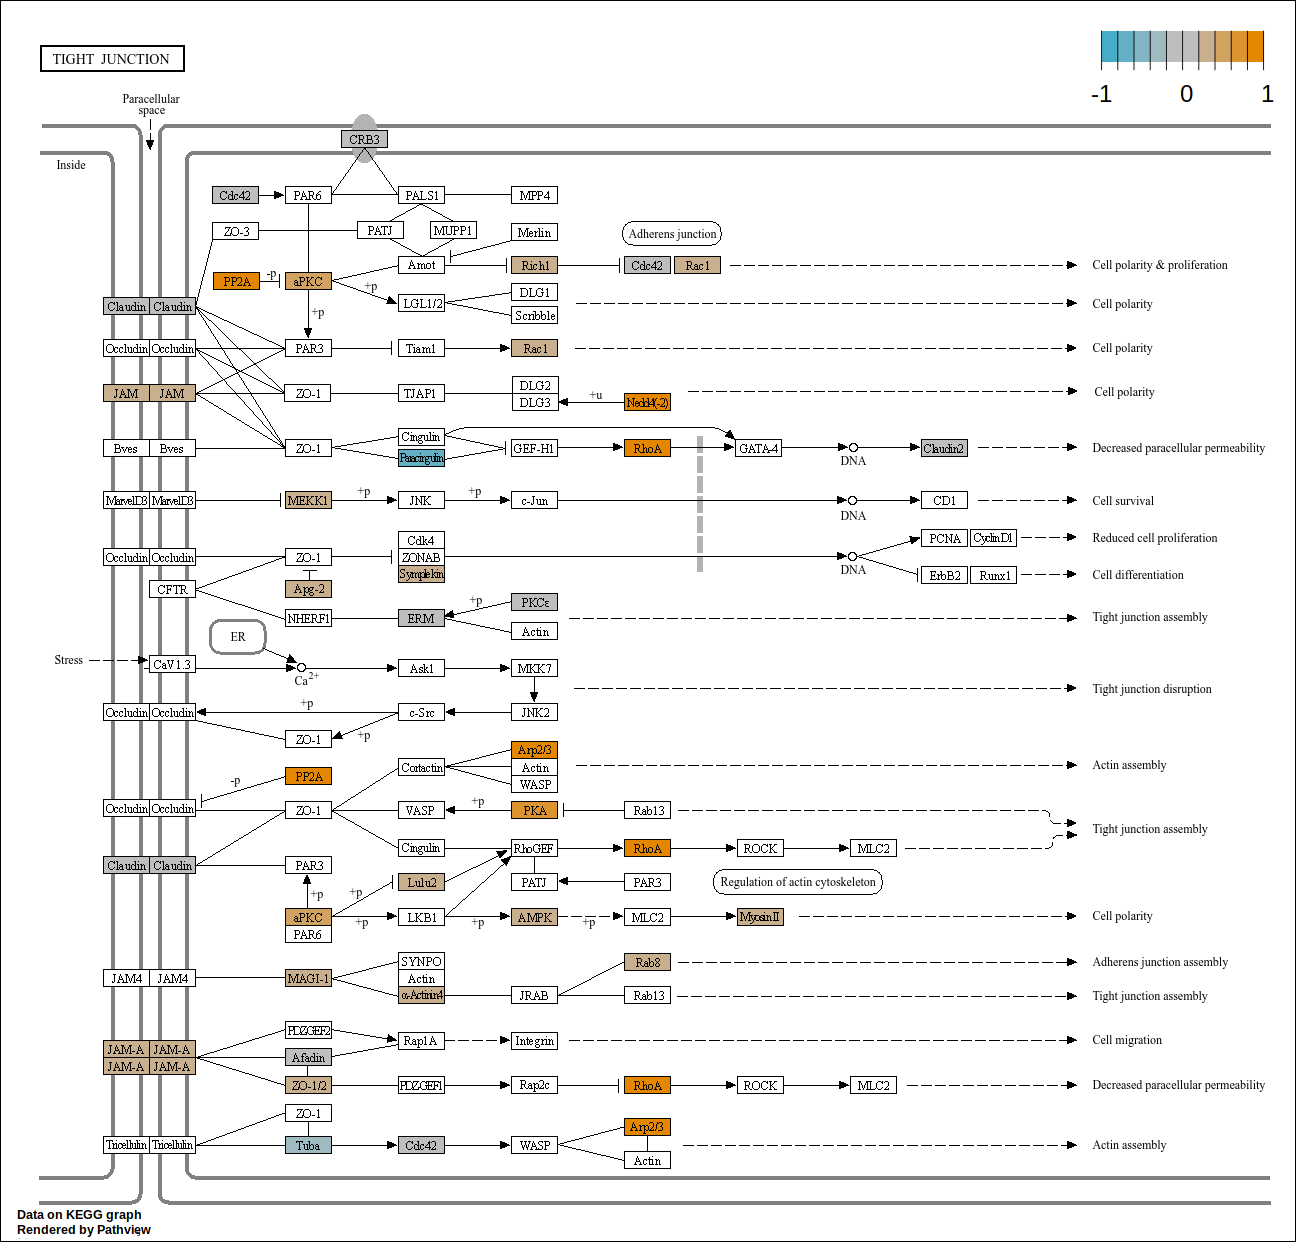 TIGHT JUNCTION
-1 0 1
Paracellular
space
Inside
CRB3
Cdc42 PAR6 PALS1 MPP4
ZO-3 PATJ MUPP1 Merlin Adherens junction
PP2A -p aPKC Amot Rich1 Cdc42 Rac1 Cell polarity & proliferation
+p LGL1/2 DLG1 Cell polarity
Claudin Claudin +p Scribble
Occludin Occludin PAR3 Tiam1 Rac1 Cell polarity
JAM JAM ZO-1 TJAP1 DLG2 Cell polarity
DLG3 +u Nedd4(-2)
Bves Bves ZO-1 Cingulin GEF-H1 RhoA GATA-4 DNA Claudin2 Decreased paracellular permeability
Paracingulin
MarvelD3 MarvelD3 MEKK1 +p JNK +p c-Jun DNA CD1 Cell survival
Cdk4 PCNA CyclinD1 Reduced cell proliferation
Occludin Occludin ZO-1 ZONAB DNA
Symplekin ErbB2 Runx1 Cell differentiation
CFTR Apg-2
+p PKCε
NHERF1 ERM Actin Tight junction assembly
ER
Stress CaV1.3 Ca2+ Ask1 MKK7
Tight junction disruption
Occludin Occludin +p c-Src JNK2
ZO-1 +p
Arp2/3
Cortactin Actin Actin assembly
-p PP2A WASP
Occludin Occludin ZO-1 VASP +p PKA Rab13
Tight junction assembly
Cingulin RhoGEF RhoA ROCK MLC2
Claudin Claudin PAR3
+p +p Lulu2 PATJ PAR3 Regulation of actin cytoskeleton
aPKC +p LKB1 +p AMPK +p MLC2 MyosinII Cell polarity
PAR6
SYNPO Rab8 Adherens junction assembly
JAM4 JAM4 MAGI-1 Actin
α-Actinin4 JRAB Rab13 Tight junction assembly
PDZGEF2 Rap1A Integrin Cell migration
JAM-A JAM-A Afadin
JAM-A JAM-A
ZO-1/2 PDZGEF1 Rap2c RhoA ROCK MLC2 Decreased paracellular permeability
ZO-1 Arp2/3
Tricellulin Tricellulin Tuba Cdc42 WASP Actin assembly
Actin
Data on KEGG graph
Rendered by Pathview